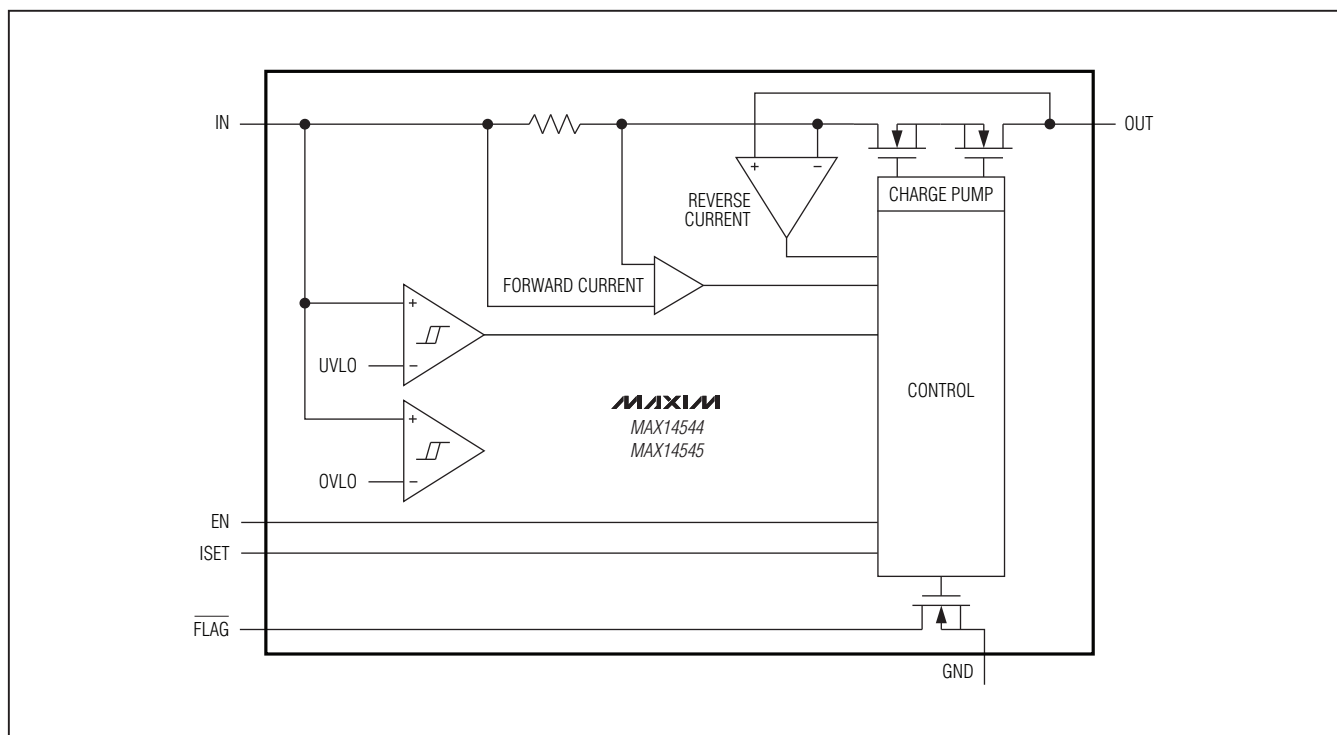 IN
OUT
+
−
CHARGE PUMP
REVERSE
CURRENT
FORWARD CURRENT
+
UVLO
−
CONTROL
MAXIM
MAX14544
MAX14545
+
OVLO
−
EN
ISET
FLAG
GND